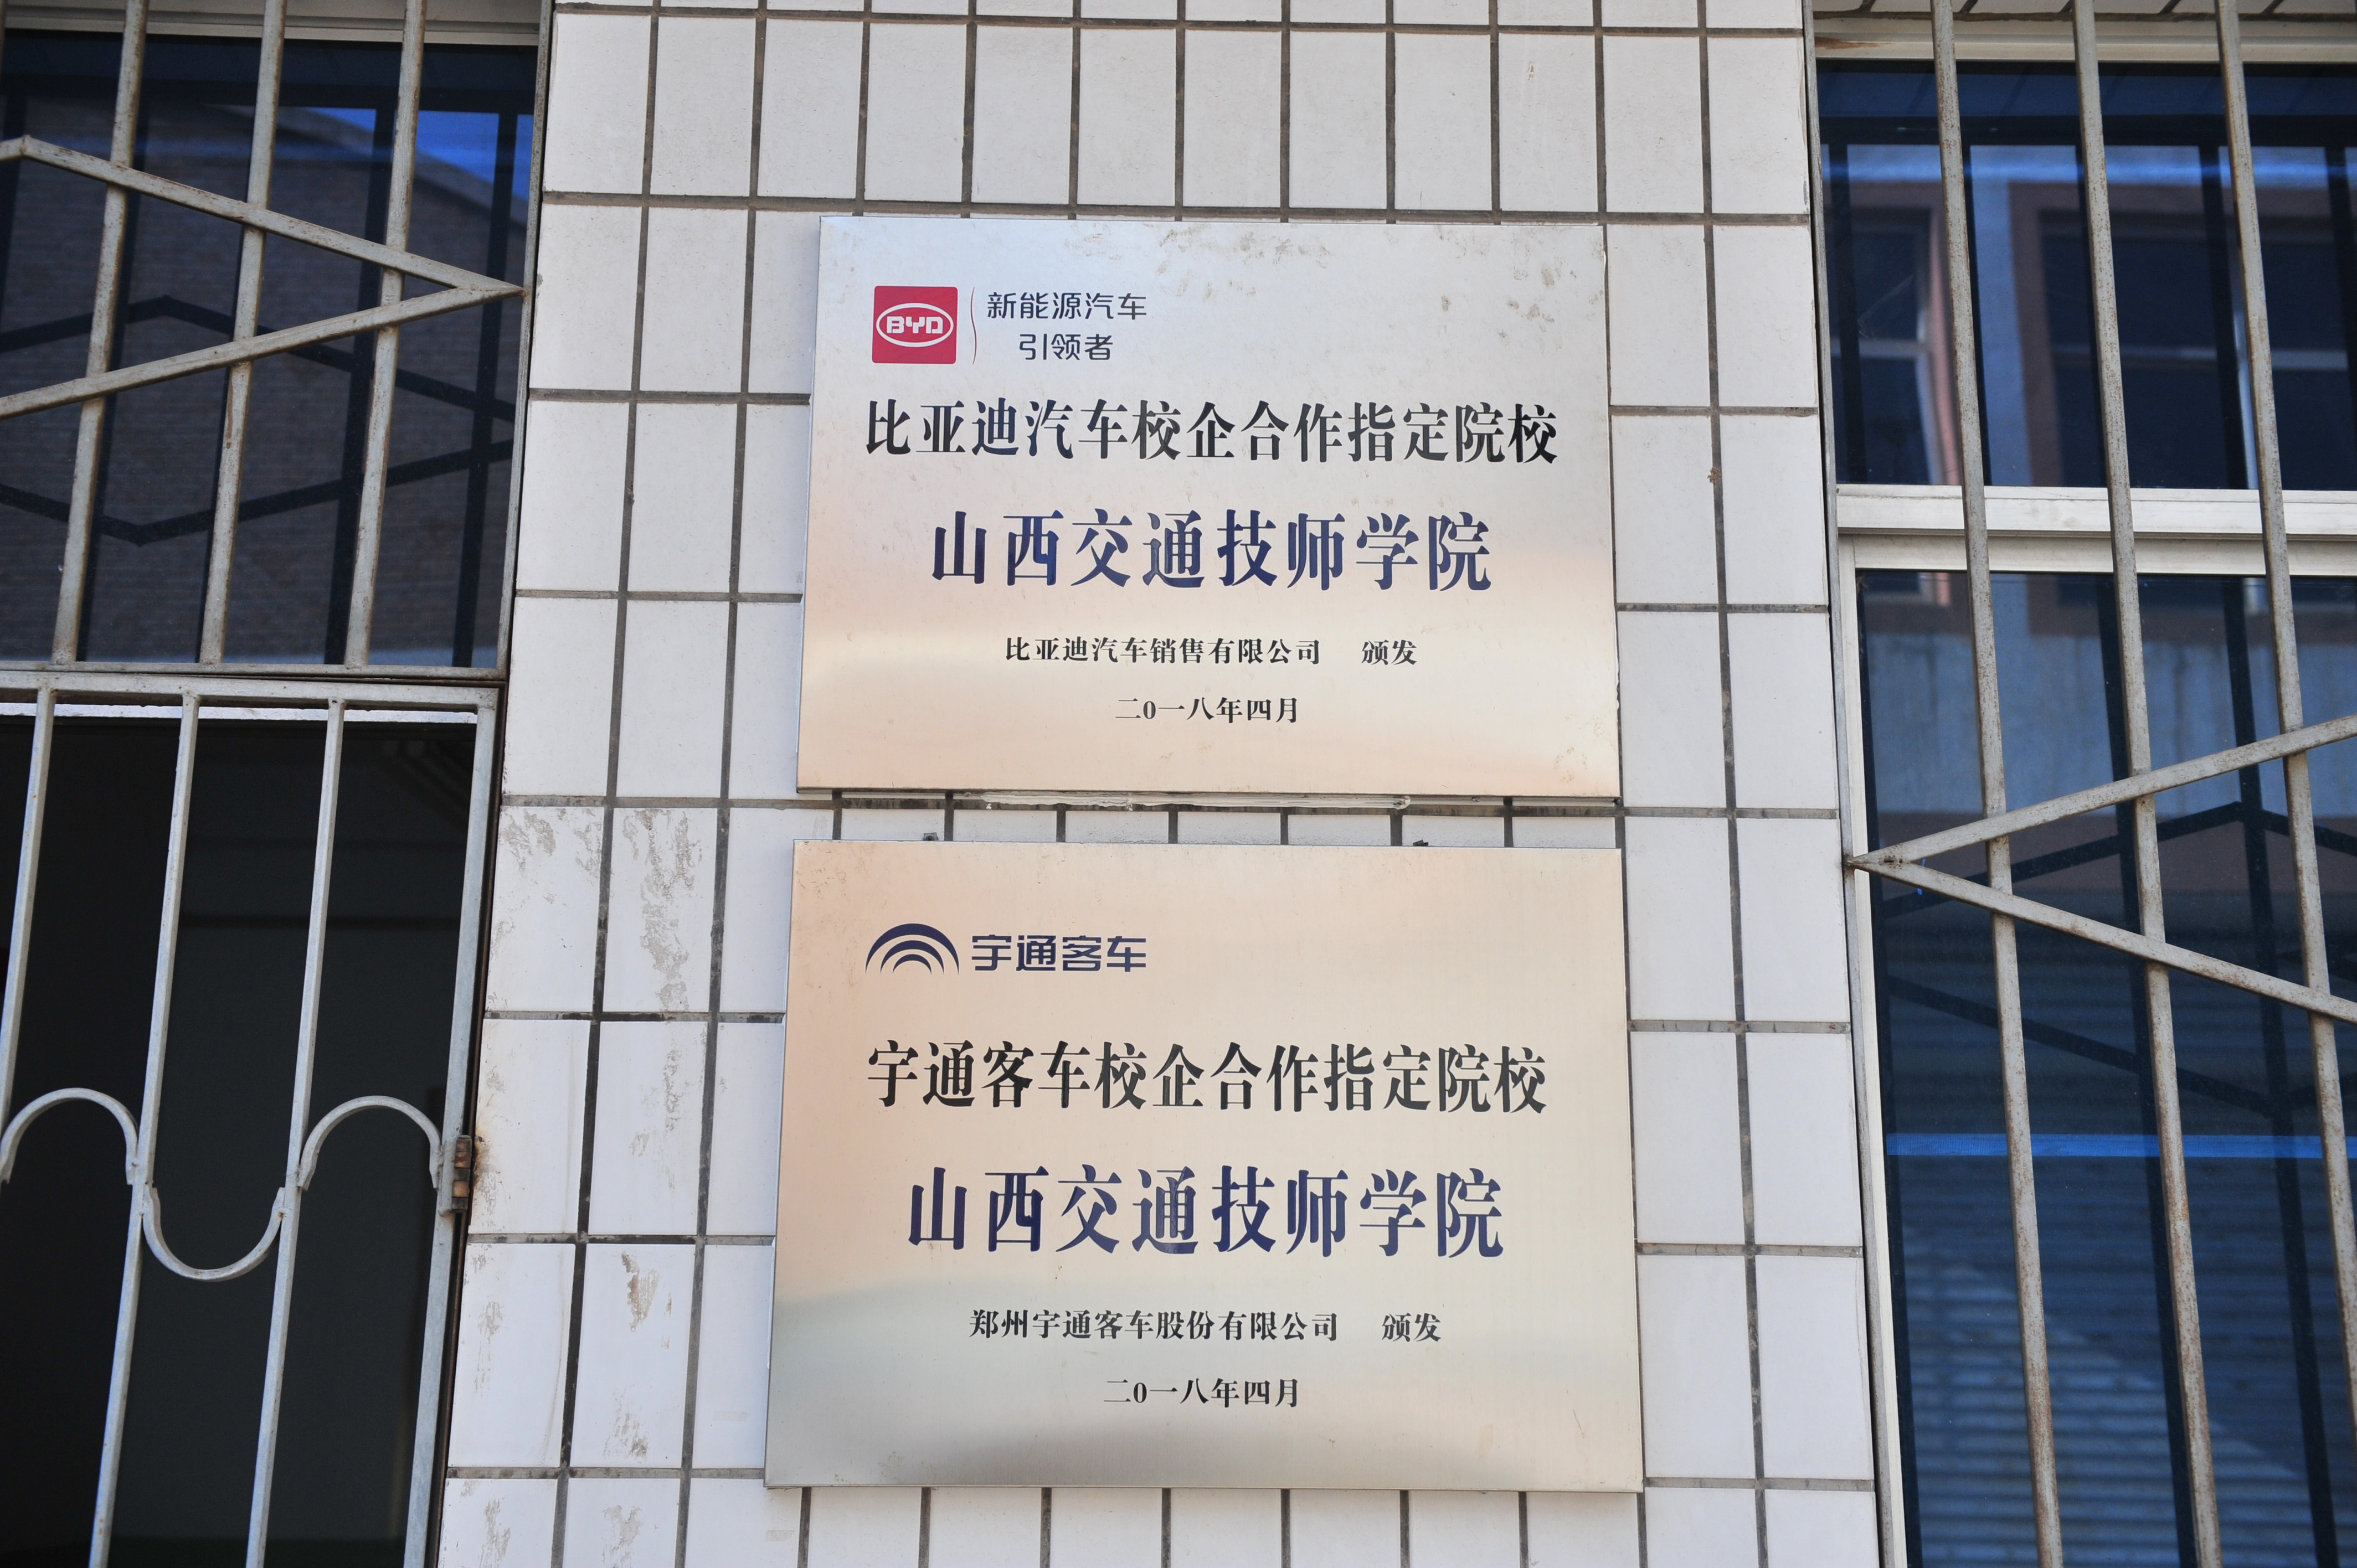 BYD
新能源汽车
引领者
比亚迪汽车校企合作指定院校
山西交通技师学院
比亚迪汽车销售有限公司 颁发
二0一八年四月
宇通客车
宇通客车校企合作指定院校
山西交通技师学院
郑州宇通客车股份有限公司 颁发
二0一八年四月